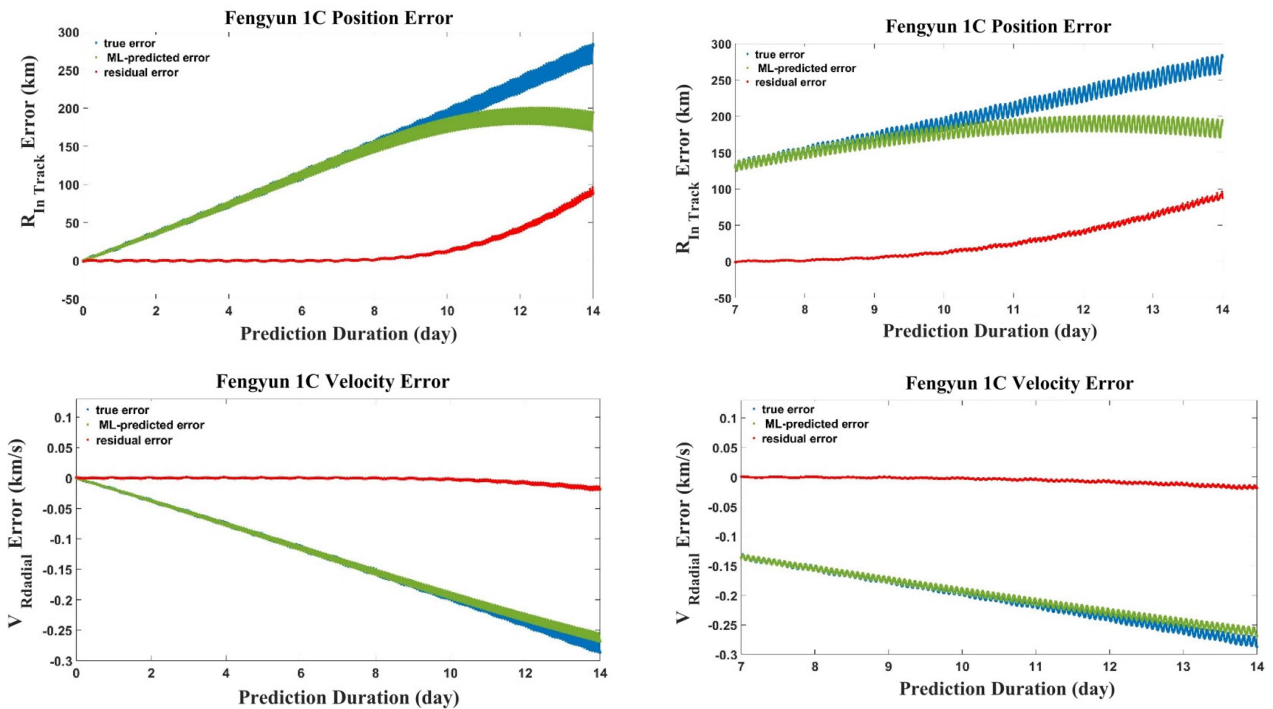 Fengyun 1C Position Error
300
250
200
150
100
50
0
-50
true error
ML-predicted error
residual error
R In Track Error (km)
0 2 4 6 8 10 12 14
Prediction Duration (day)
Fengyun 1C Position Error
300
250
200
150
100
50
0
-50
true error
ML-predicted error
residual error
R In Track Error (km)
7 8 9 10 11 12 13 14
Prediction Duration (day)
Fengyun 1C Velocity Error
0.1
0.05
0
-0.05
-0.1
-0.15
-0.2
-0.25
-0.3
true error
ML-predicted error
residual error
V Rdadial Error (km/s)
0 2 4 6 8 10 12 14
Prediction Duration (day)
Fengyun 1C Velocity Error
0.1
0.05
0
-0.05
-0.1
-0.15
-0.2
-0.25
-0.3
true error
ML-predicted error
residual error
V Rdadial Error (km/s)
7 8 9 10 11 12 13 14
Prediction Duration (day)